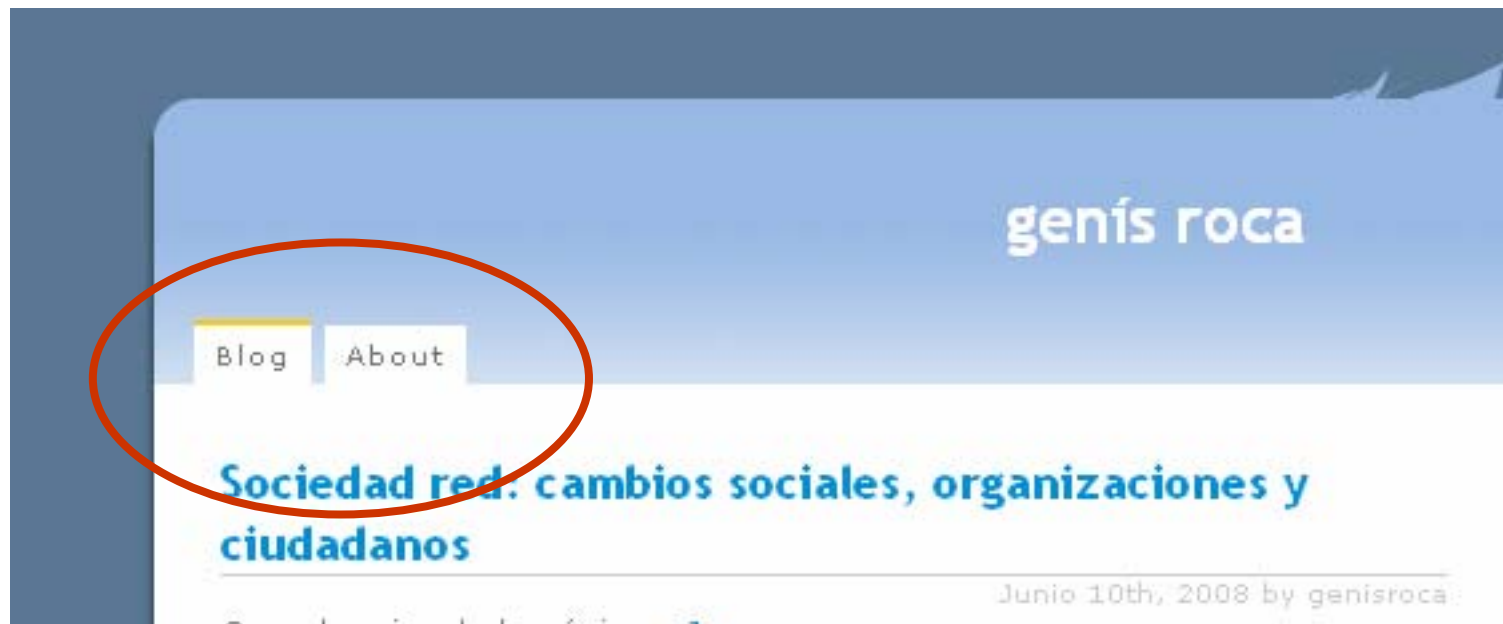 genís roca
Blog About
Sociedad red: cambios sociales, organizaciones y
ciudadanos
Junio 10th, 2008 by genisroca